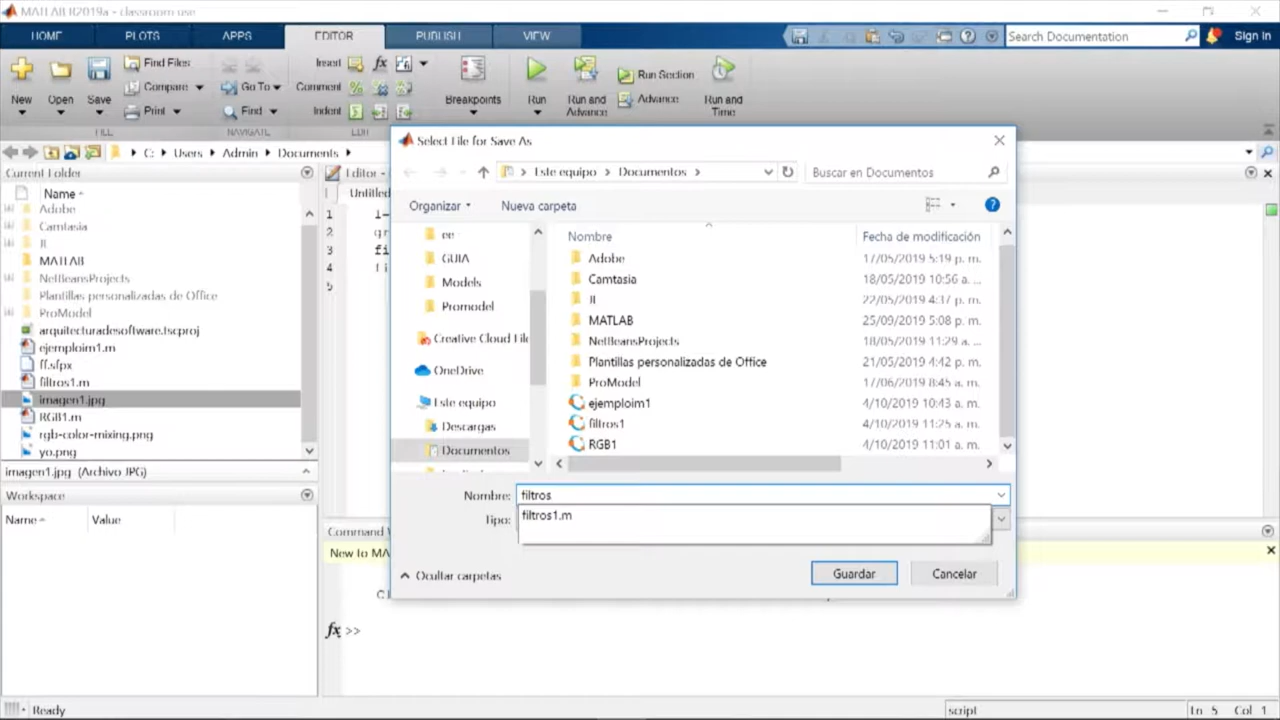 MATLAB R2019a - classroom use
HOME PLOTS APPS EDITOR PUBLISH VIEW
Search Documentation
Sign In
New
Open
Save
Find Files
Compare
Print
FILE
Go To
Find
NAVIGATE
Insert
Comment
Indent
Breakpoints
Run
Run and Advance
Run Section
Advance
Run and Time
C: Users Admin Documents
Current Folder
Name
Adobe
Camtasia
MATLAB
NetBeansProjects
Plantillas personalizadas de Office
ProModel
arquitecturadesoftware.tscproj
ejemploim1.m
ff.sfpx
filtros1.m
imagen1.jpg
RGB1.m
rgb-color-mixing.png
yo.png
imagen1.jpg (Archivo JPG)
Workspace
Name Value
Editor -
Untitled
1
2
3
4
5
Select File for Save As
Este equipo Documentos
Buscar en Documentos
Organizar
Nueva carpeta
GUIA
Models
Promodel
Creative Cloud File
OneDrive
Este equipo
Descargas
Documentos
Nombre Fecha de modificación
Adobe 17/05/2019 5:19 p. m.
Camtasia 18/05/2019 10:56 a. ...
JI 22/05/2019 4:37 p. m.
MATLAB 25/09/2019 5:08 p. m.
NetBeansProjects 18/05/2019 11:29 a. ...
Plantillas personalizadas de Office 21/05/2019 4:42 p. m.
ProModel 17/06/2019 8:45 a. m.
ejemploim1 4/10/2019 10:43 a. m.
filtros1 4/10/2019 11:25 a. m.
RGB1 4/10/2019 11:01 a. m.
Nombre: filtros
Tipo:
filtros1.m
Ocultar carpetas
Guardar
Cancelar
Command
New to MA
fx >>
Ready
script
Ln 5 Col 1